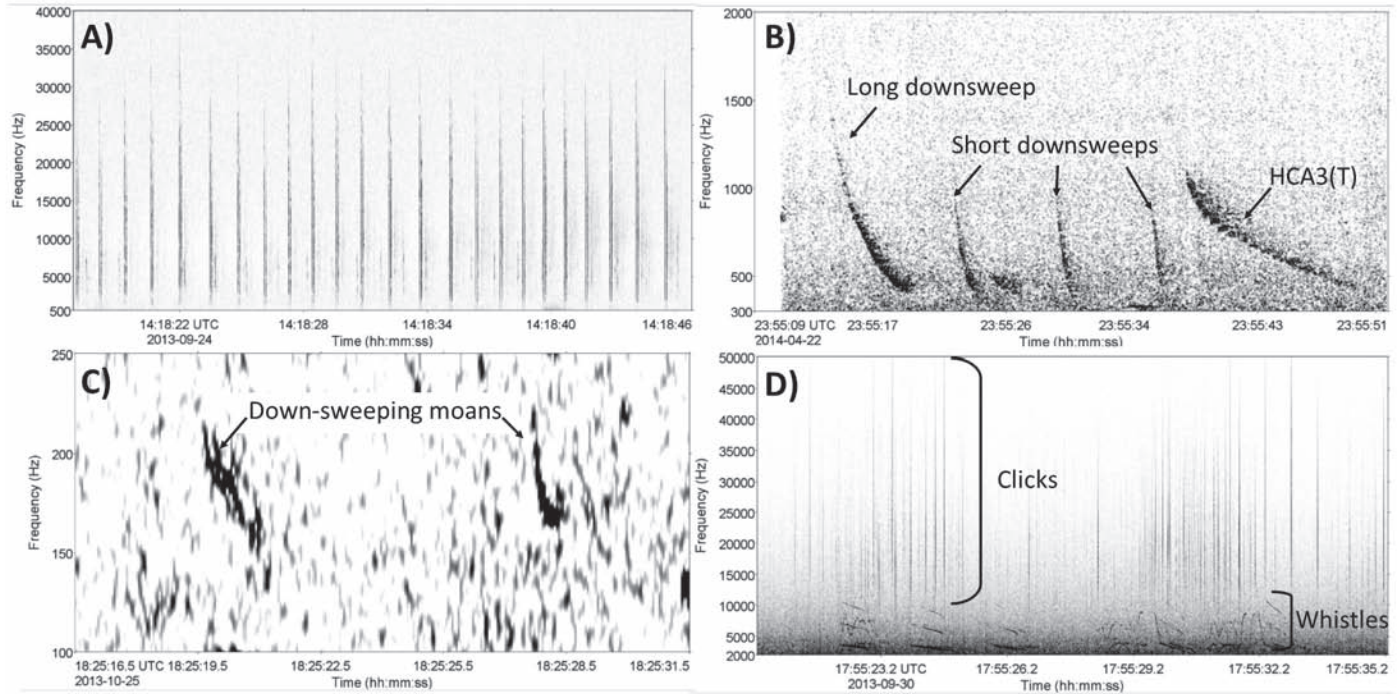 A)
40000
35000
30000
25000
20000
15000
10000
5000
500
Frequency (Hz)
14:18:22 UTC 14:18:28 14:18:34 14:18:40 14:18:46
2013-09-24
Time (hh:mm:ss)
B)
2000
1500
1000
500
300
Frequency (Hz)
Long downsweep
Short downsweeps
HCA3(T)
23:55:09 UTC 23:55:17 23:55:26 23:55:34 23:55:43 23:55:51
2014-04-22
Time (hh:mm:ss)
C)
250
200
150
100
Frequency (Hz)
Down-sweeping moans
18:25:16.5 UTC 18:25:19.5 18:25:22.5 18:25:25.5 18:25:28.5 18:25:31.5
2013-10-25
Time (hh:mm:ss)
D)
50000
45000
40000
35000
30000
25000
20000
15000
10000
5000
2000
Frequency (Hz)
Clicks
Whistles
17:55:23.2 UTC 17:55:26.2 17:55:29.2 17:55:32.2 17:55:35.2
2013-09-30
Time (hh:mm:ss)